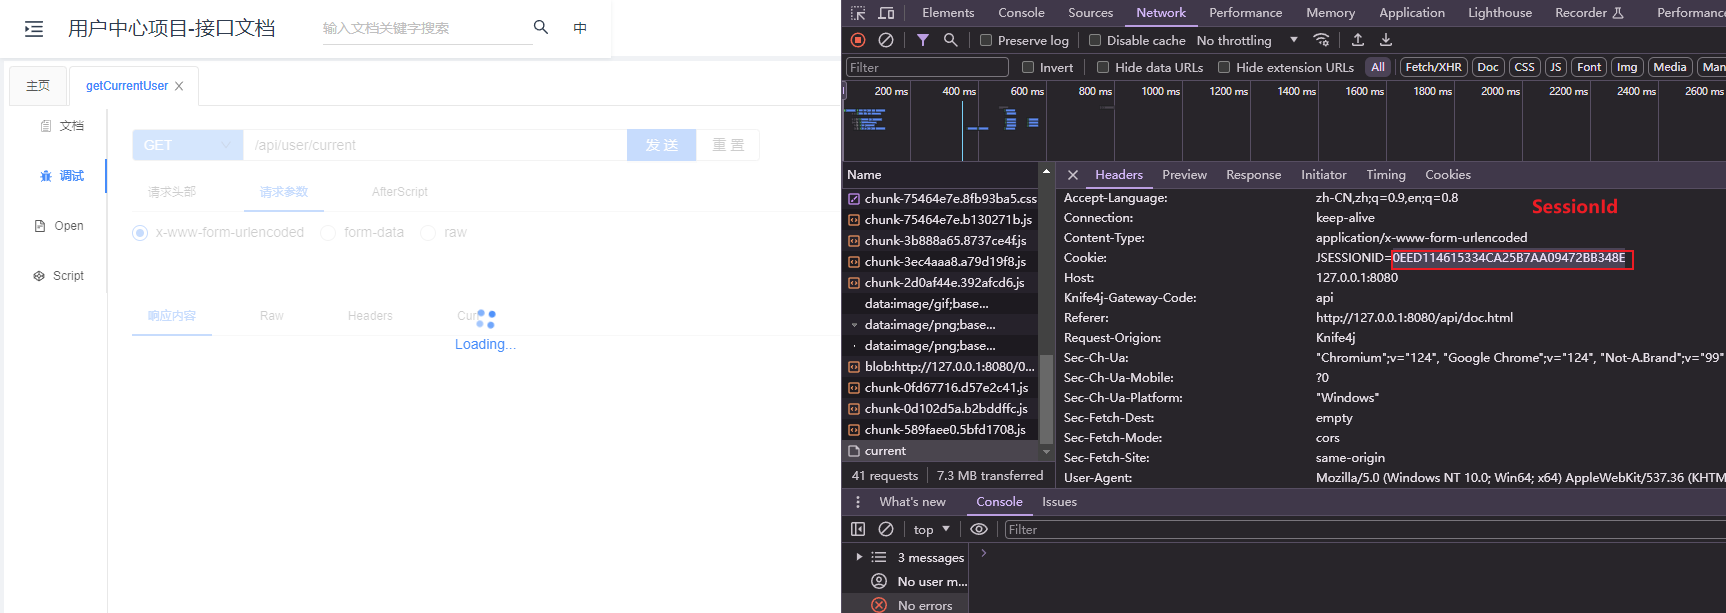 用户中心项目-接口文档
输入文档关键字搜索
中
主页
getCurrentUser
文档
调试
Open
Script
GET
/api/user/current
发 送
重 置
请求头部
请求参数
AfterScript
x-www-form-urlencoded
form-data
raw
响应内容
Raw
Headers
Cur
Loading...
Elements
Console
Sources
Network
Performance
Memory
Application
Lighthouse
Recorder
Performanc
Preserve log
Disable cache
No throttling
Filter
Invert
Hide data URLs
Hide extension URLs
All
Fetch/XHR
Doc
CSS
JS
Font
Img
Media
Man
200 ms
400 ms
600 ms
800 ms
1000 ms
1200 ms
1400 ms
1600 ms
1800 ms
2000 ms
2200 ms
2400 ms
2600 ms
Name
chunk-75464e7e.8fb93ba5.css
chunk-75464e7e.b130271b.js
chunk-3b888a65.8737ce4f.js
chunk-3ec4aaa8.a79d19f8.js
chunk-2d0af44e.392afcd6.js
data:image/gif;base...
data:image/png;base...
data:image/png;base...
blob:http://127.0.0.1:8080/0...
chunk-0fd67716.d57e2c41.js
chunk-0d102d5a.b2bddffc.js
chunk-589faee0.5bfd1708.js
current
41 requests
7.3 MB transferred
Headers
Preview
Response
Initiator
Timing
Cookies
Accept-Language: zh-CN,zh;q=0.9,en;q=0.8
SessionId
Connection: keep-alive
Content-Type: application/x-www-form-urlencoded
Cookie: JSESSIONID=0EED114615334CA25B7AA09472BB348E
Host: 127.0.0.1:8080
Knife4j-Gateway-Code: api
Referer: http://127.0.0.1:8080/api/doc.html
Request-Origion: Knife4j
Sec-Ch-Ua: "Chromium";v="124", "Google Chrome";v="124", "Not-A.Brand";v="99"
Sec-Ch-Ua-Mobile: ?0
Sec-Ch-Ua-Platform: "Windows"
Sec-Fetch-Dest: empty
Sec-Fetch-Mode: cors
Sec-Fetch-Site: same-origin
User-Agent: Mozilla/5.0 (Windows NT 10.0; Win64; x64) AppleWebKit/537.36 (KHTM
What's new
Console
Issues
top
Filter
3 messages
No user m...
No errors